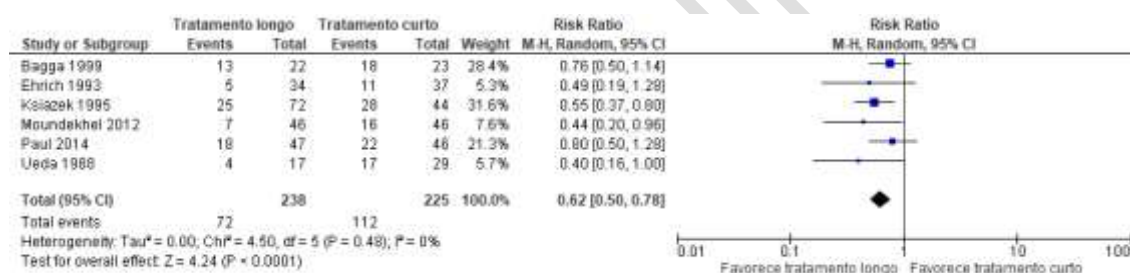 Tratamento longo Tratamento curto Risk Ratio Risk Ratio
Study or Subgroup Events Total Events Total Weight M-H, Random, 95% CI M-H, Random, 95% CI
Bagga 1999 13 22 18 23 28.4% 0.76 [0.50, 1.14]
Ehrich 1993 5 34 11 37 5.3% 0.49 [0.19, 1.28]
Ksiazek 1995 25 72 28 44 31.6% 0.55 [0.37, 0.80]
Moundekhel 2012 7 46 16 46 7.6% 0.44 [0.20, 0.96]
Paul 2014 18 47 22 46 21.3% 0.80 [0.50, 1.28]
Ueda 1988 4 17 17 29 5.7% 0.40 [0.16, 1.00]
Total (95% CI) 238 225 100.0% 0.62 [0.50, 0.78]
Total events 72 112
Heterogeneity: Tau² = 0.00; Chi² = 4.50, df = 5 (P = 0.48); I² = 0%
Test for overall effect: Z = 4.24 (P < 0.0001)
0.01 0.1 1 10 100
Favorece tratamento longo Favorece tratamento curto